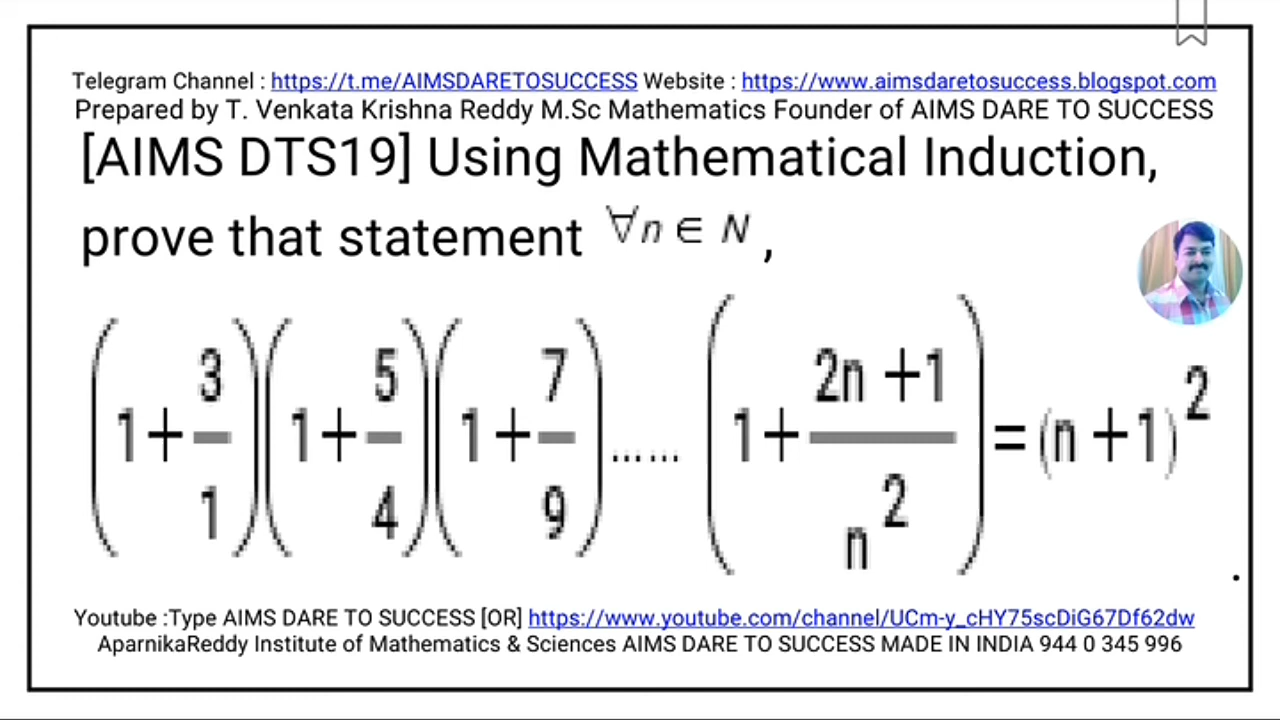 Telegram Channel : https://t.me/AIMSDARETOSUCCESS Website : https://www.aimsdaretosuccess.blogspot.com
Prepared by T. Venkata Krishna Reddy M.Sc Mathematics Founder of AIMS DARE TO SUCCESS
[AIMS DTS19] Using Mathematical Induction,
prove that statement ∀n ∈ N ,
(1+3/1)(1+5/4)(1+7/9)......(1+(2n+1)/n²)=(n+1)² .
Youtube :Type AIMS DARE TO SUCCESS [OR] https://www.youtube.com/channel/UCm-y_cHY75scDiG67Df62dw
AparnikaReddy Institute of Mathematics & Sciences AIMS DARE TO SUCCESS MADE IN INDIA 944 0 345 996